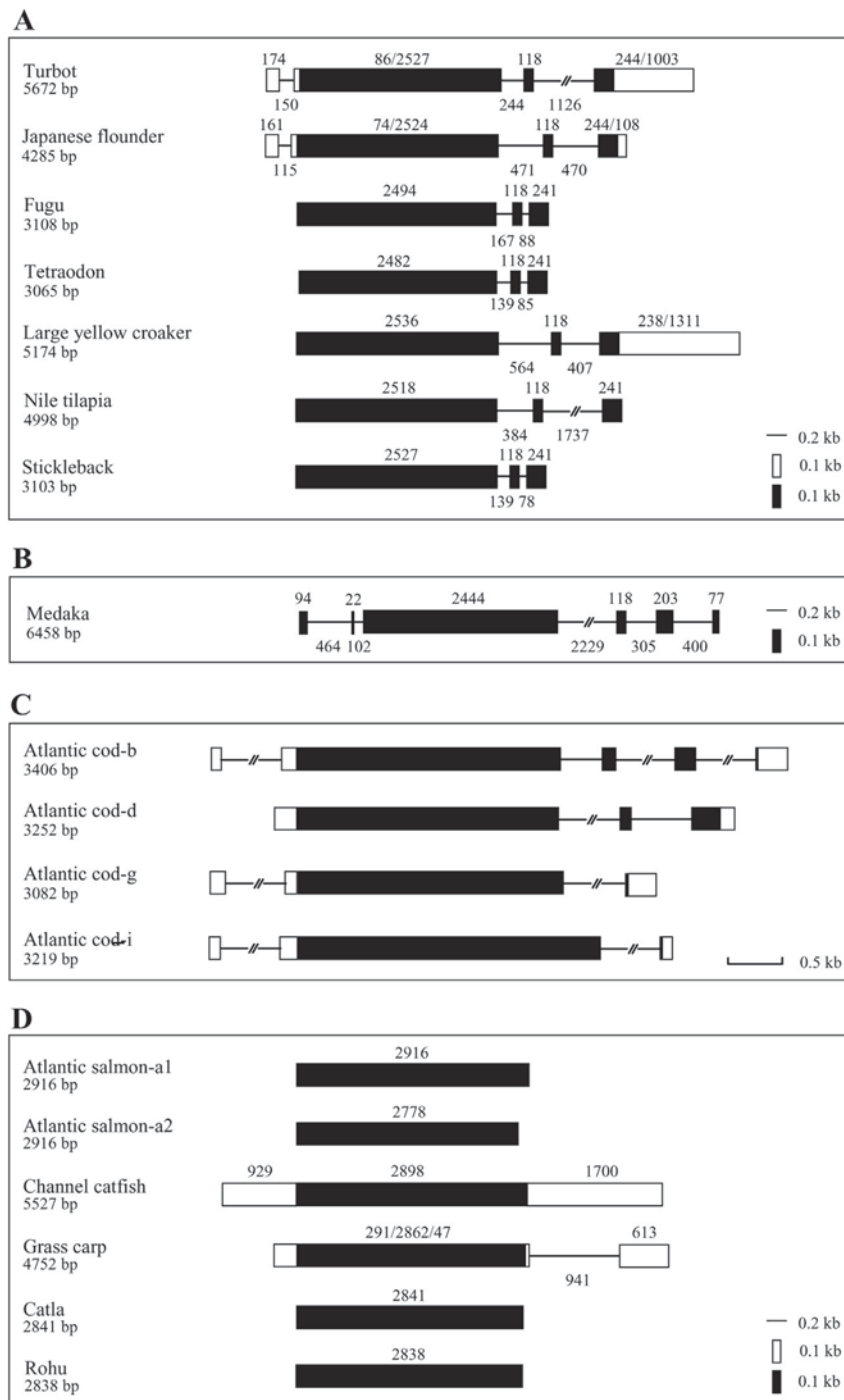 A
Turbot
5672 bp
174 86/2527 118 244/1003
150 244 1126
Japanese flounder
4285 bp
161 74/2524 118 244/108
115 471 470
Fugu
3108 bp
2494 118 241
167 88
Tetraodon
3065 bp
2482 118 241
139 85
Large yellow croaker
5174 bp
2536 118 238/1311
564 407
Nile tilapia
4998 bp
2518 118 241
384 1737
Stickleback
3103 bp
2527 118 241
139 78
0.2 kb
0.1 kb
0.1 kb
B
Medaka
6458 bp
94 22 2444 118 203 77
464 102 2229 305 400
0.2 kb
0.1 kb
C
Atlantic cod-b
3406 bp
Atlantic cod-d
3252 bp
Atlantic cod-g
3082 bp
Atlantic cod-i
3219 bp
0.5 kb
D
Atlantic salmon-a1
2916 bp
2916
Atlantic salmon-a2
2916 bp
2778
Channel catfish
5527 bp
929 2898 1700
Grass carp
4752 bp
291/2862/47 613
941
Catla
2841 bp
2841
Rohu
2838 bp
2838
0.2 kb
0.1 kb
0.1 kb